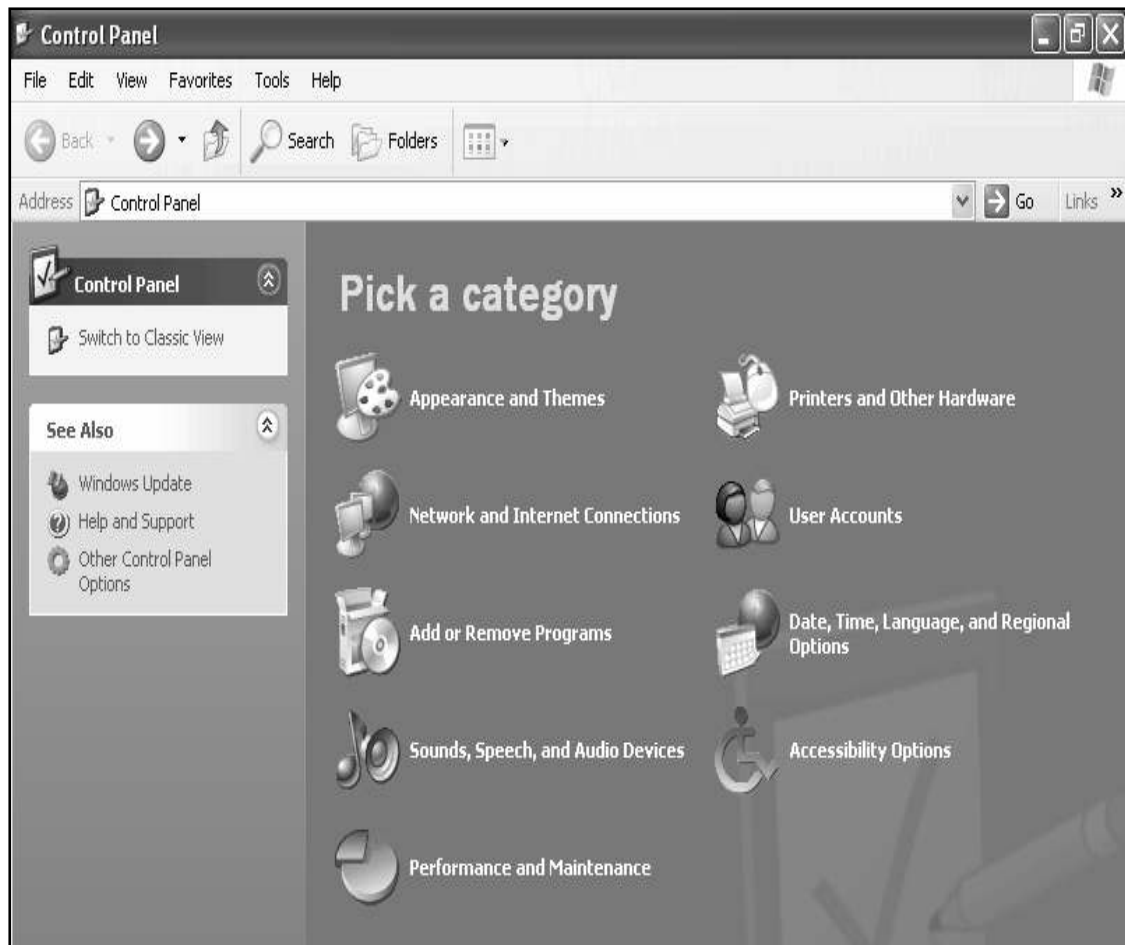 Control Panel
File Edit View Favorites Tools Help
Back Search Folders
Address Control Panel Go Links »
Control Panel
Switch to Classic View
See Also
Windows Update
Help and Support
Other Control Panel
Options
Pick a category
Appearance and Themes
Printers and Other Hardware
Network and Internet Connections
User Accounts
Add or Remove Programs
Date, Time, Language, and Regional
Options
Sounds, Speech, and Audio Devices
Accessibility Options
Performance and Maintenance